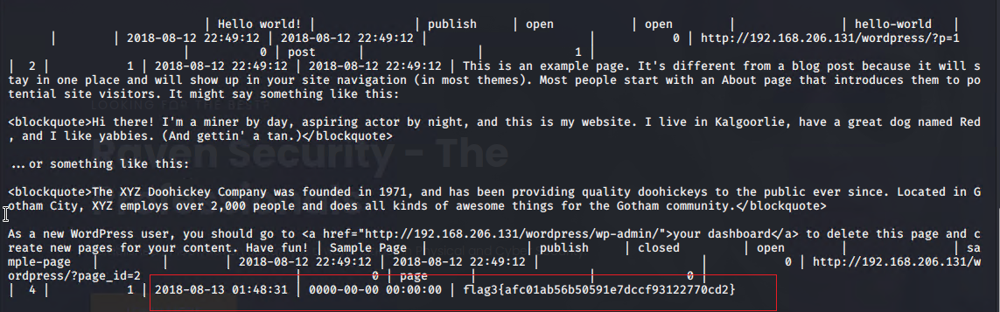 | Hello world! | | publish | open | open | | hello-world |
| | 2018-08-12 22:49:12 | 2018-08-12 22:49:12 | | 0 | http://192.168.206.131/wordpress/?p=1
| 0 | post | | 1 |
| 2 | 1 | 2018-08-12 22:49:12 | 2018-08-12 22:49:12 | This is an example page. It's different from a blog post because it will s
tay in one place and will show up in your site navigation (in most themes). Most people start with an About page that introduces them to po
tential site visitors. It might say something like this:
<blockquote>Hi there! I'm a miner by day, aspiring actor by night, and this is my website. I live in Kalgoorlie, have a great dog named Red
, and I like yabbies. (And gettin' a tan.)</blockquote>
Raven Security - The
...or something like this:
<blockquote>The XYZ Doohickey Company was founded in 1971, and has been providing quality doohickeys to the public ever since. Located in G
otham City, XYZ employs over 2,000 people and does all kinds of awesome things for the Gotham community.</blockquote>
As a new WordPress user, you should go to <a href="http://192.168.206.131/wordpress/wp-admin/">your dashboard</a> to delete this page and c
reate new pages for your content. Have fun! | Sample Page | | publish | closed | open | | sa
mple-page | | | 2018-08-12 22:49:12 | 2018-08-12 22:49:12 | | 0 | http://192.168.206.131/w
ordpress/?page_id=2 | 0 | page | | 0 |
| 4 | 1 | 2018-08-13 01:48:31 | 0000-00-00 00:00:00 | flag3{afc01ab56b50591e7dccf93122770cd2}